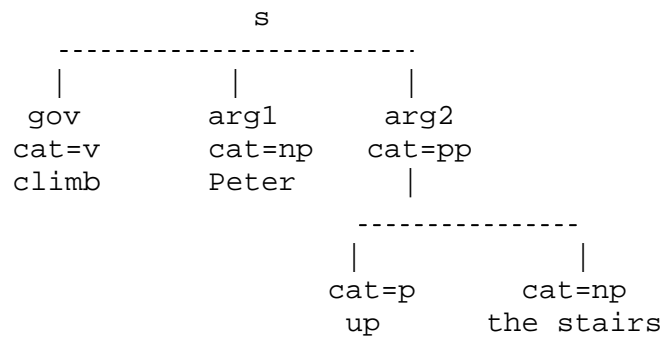 s
gov arg1 arg2
cat=v cat=np cat=pp
climb Peter
cat=p cat=np
up the stairs